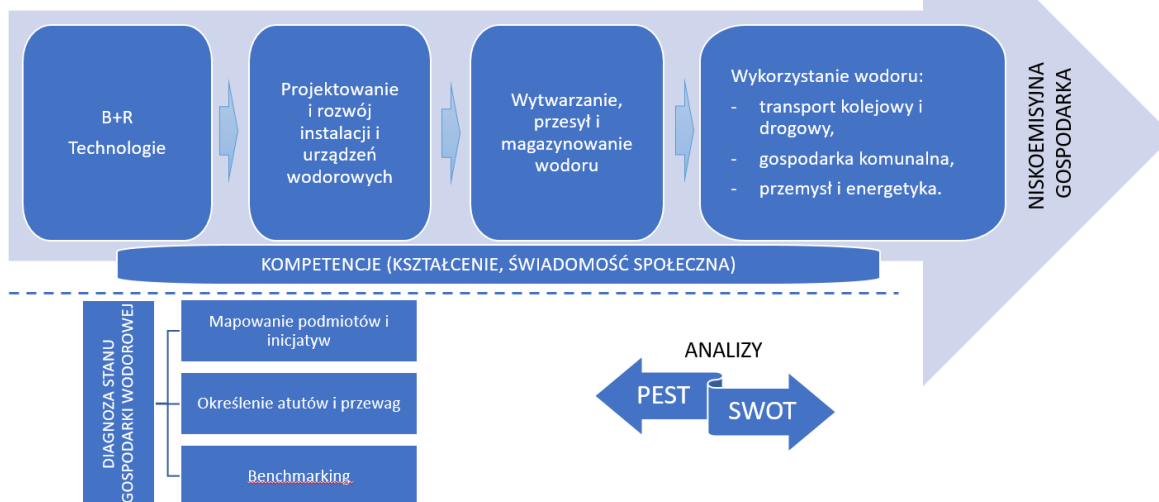 B+R
Technologie
Projektowanie
i rozwój
instalacji i
urządzeń
wodorowych
Wytwarzanie,
przesył i
magazynowanie
wodoru
Wykorzystanie wodoru:
- transport kolejowy i
drogowy,
- gospodarka komunalna,
- przemysł i energetyka.
NISKOEMISYJNA
GOSPODARKA
KOMPETENCJE (KSZTAŁCENIE, ŚWIADOMOŚĆ SPOŁECZNA)
DIAGNOZA STANU
GOSPODARKI WODOROWEJ
Mapowanie podmiotów i
inicjatyw
Określenie atutów i przewag
Benchmarking
ANALIZY
PEST
SWOT